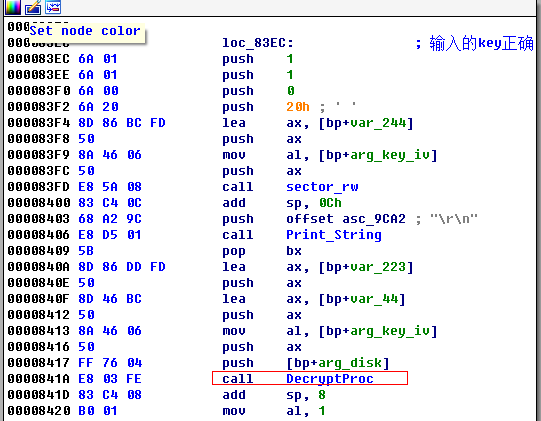 Set node color
000083EC loc_83EC: ; 输入的key正确
000083EC 6A 01 push 1
000083EE 6A 01 push 1
000083F0 6A 00 push 0
000083F2 6A 20 push 20h ; ' '
000083F4 8D 86 BC FD lea ax, [bp+var_244]
000083F8 50 push ax
000083F9 8A 46 06 mov al, [bp+arg_key_iv]
000083FC 50 push ax
000083FD E8 5A 08 call sector_rw
00008400 83 C4 0C add sp, 0Ch
00008403 68 A2 9C push offset asc_9CA2 ; "\r\n"
00008406 E8 D5 01 call Print_String
00008409 5B pop bx
0000840A 8D 86 DD FD lea ax, [bp+var_223]
0000840E 50 push ax
0000840F 8D 46 BC lea ax, [bp+var_44]
00008412 50 push ax
00008413 8A 46 06 mov al, [bp+arg_key_iv]
00008416 50 push ax
00008417 FF 76 04 push [bp+arg_disk]
0000841A E8 03 FE call DecryptProc
0000841D 83 C4 08 add sp, 8
00008420 B0 01 mov al, 1